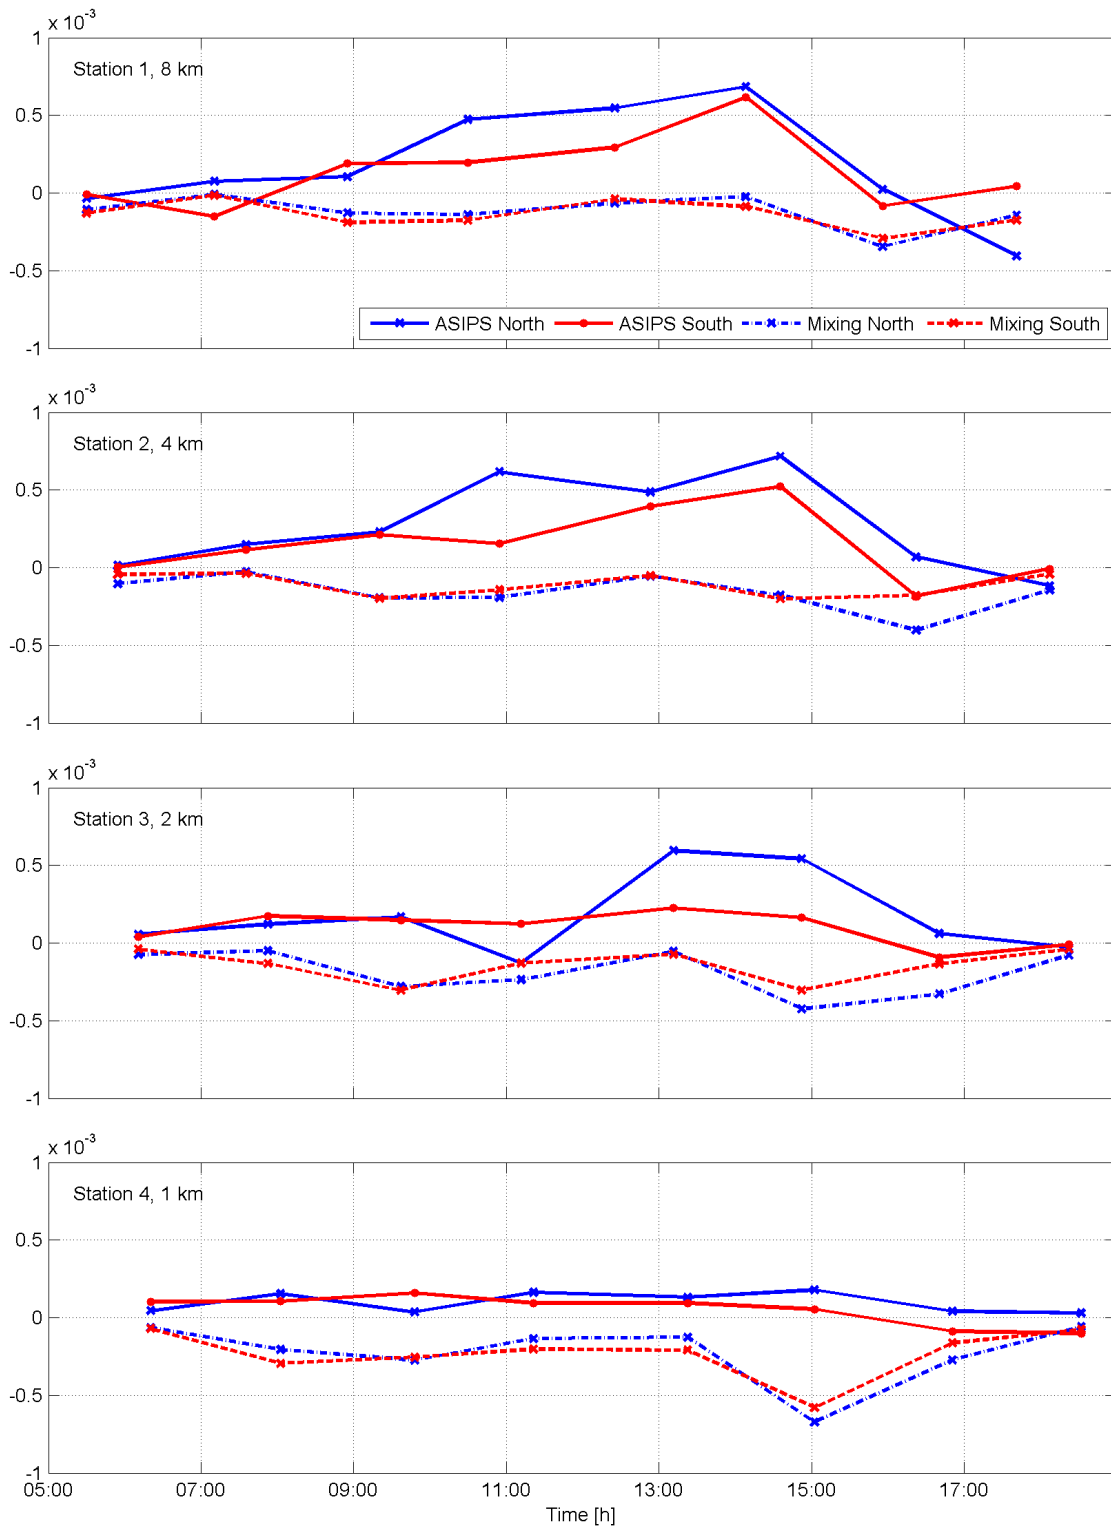 x 10-3
1
Station 1, 8 km
0.5
0
-0.5
ASIPS North ASIPS South Mixing North Mixing South
-1
x 10-3
1
Station 2, 4 km
0.5
0
-0.5
-1
x 10-3
1
Station 3, 2 km
0.5
0
-0.5
-1
x 10-3
1
Station 4, 1 km
0.5
0
-0.5
-1
05:00 07:00 09:00 11:00 13:00 15:00 17:00
Time [h]